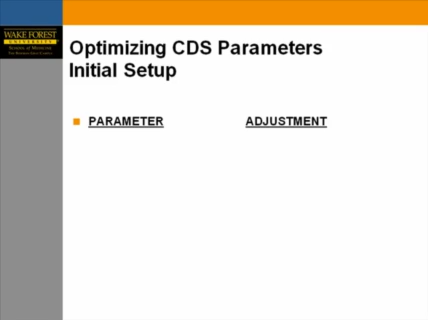 WAKE FOREST
UNIVERSITY
SCHOOL of MEDICINE
Optimizing CDS Parameters
Initial Setup
PARAMETER ADJUSTMENT